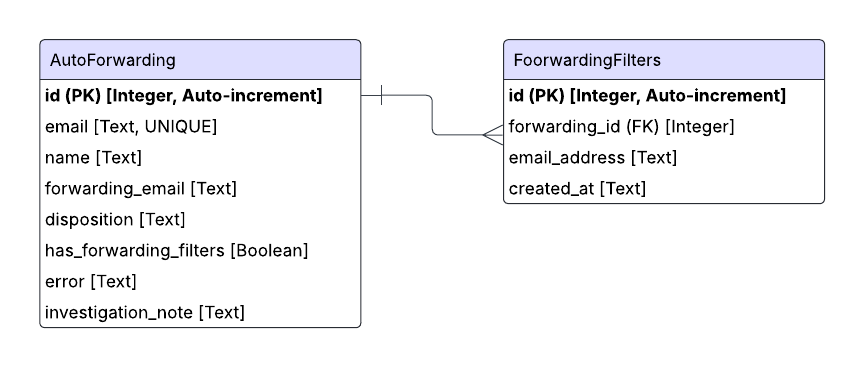 AutoForwarding
id (PK) [Integer, Auto-increment]
email [Text, UNIQUE]
name [Text]
forwarding_email [Text]
disposition [Text]
has_forwarding_filters [Boolean]
error [Text]
investigation_note [Text]
FoorwardingFilters
id (PK) [Integer, Auto-increment]
forwarding_id (FK) [Integer]
email_address [Text]
created_at [Text]